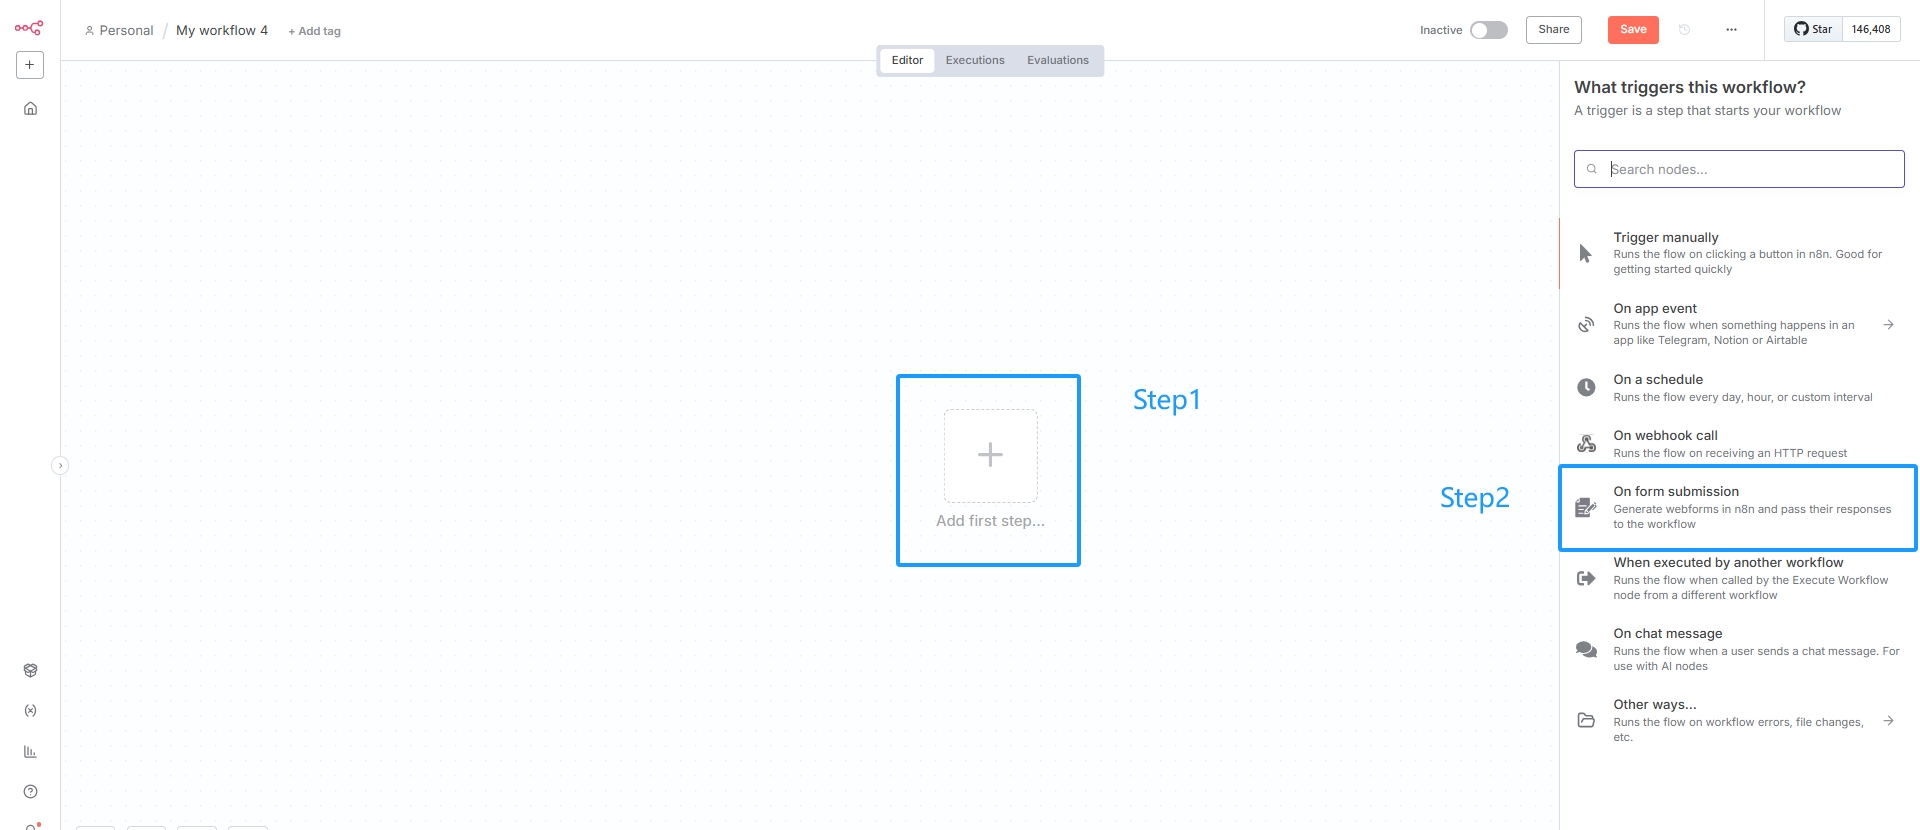 Personal / My workflow 4 + Add tag
Inactive Share Save ... Star 146,408
Editor Executions Evaluations
What triggers this workflow?
A trigger is a step that starts your workflow
Search nodes...
Trigger manually
Runs the flow on clicking a button in n8n. Good for
getting started quickly
On app event
Runs the flow when something happens in an
app like Telegram, Notion or Airtable
On a schedule
Runs the flow every day, hour, or custom interval
Step1
On webhook call
Runs the flow on receiving an HTTP request
Add first step...
Step2
On form submission
Generate webforms in n8n and pass their responses
to the workflow
When executed by another workflow
Runs the flow when called by the Execute Workflow
node from a different workflow
On chat message
Runs the flow when a user sends a chat message. For
use with AI nodes
Other ways...
Runs the flow on workflow errors, file changes,
etc.